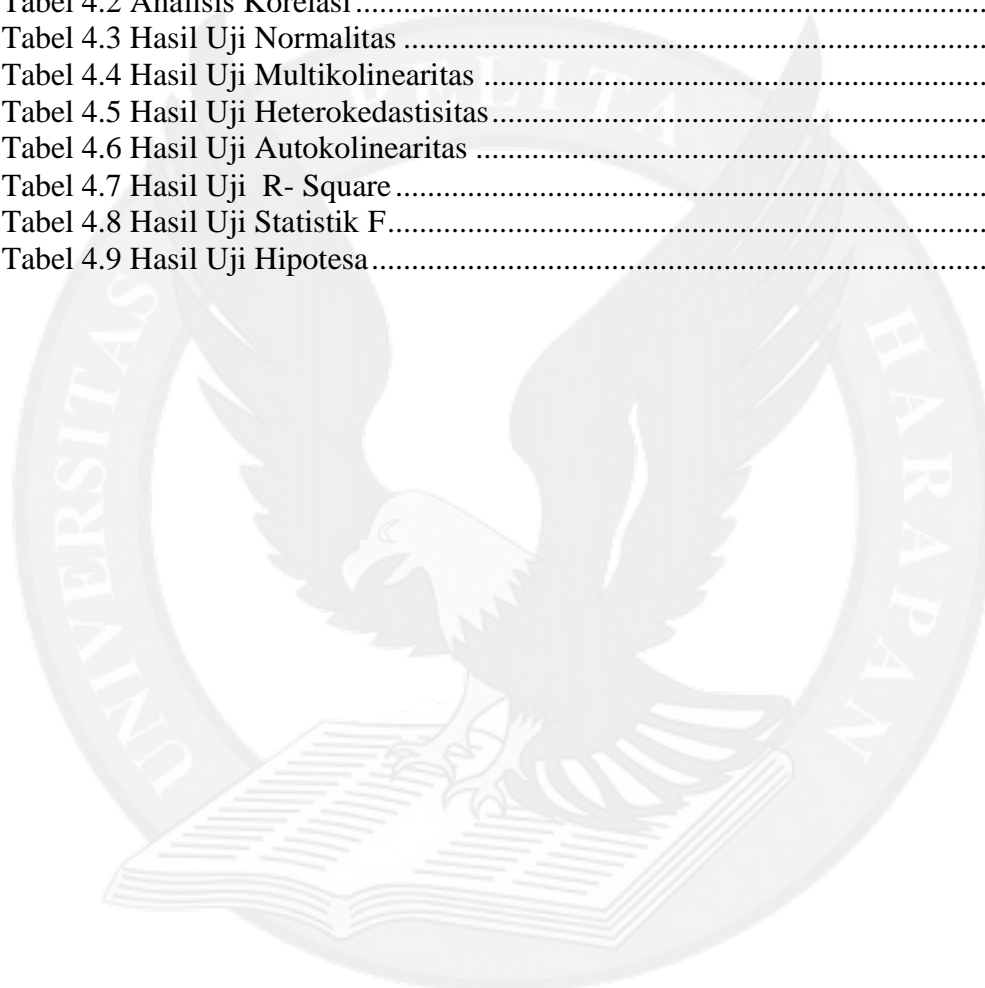 Tabel 4.2 Analisis Korelasi......................................................................................
Tabel 4.3 Hasil Uji Normalitas ................................................................................
Tabel 4.4 Hasil Uji Multikolinearitas ......................................................................
Tabel 4.5 Hasil Uji Heterokedastisitas.....................................................................
Tabel 4.6 Hasil Uji Autokolinearitas .......................................................................
Tabel 4.7 Hasil Uji  R- Square.................................................................................
Tabel 4.8 Hasil Uji Statistik F..................................................................................
Tabel 4.9 Hasil Uji Hipotesa....................................................................................
UNIVERSITAS PELITA HARAPAN